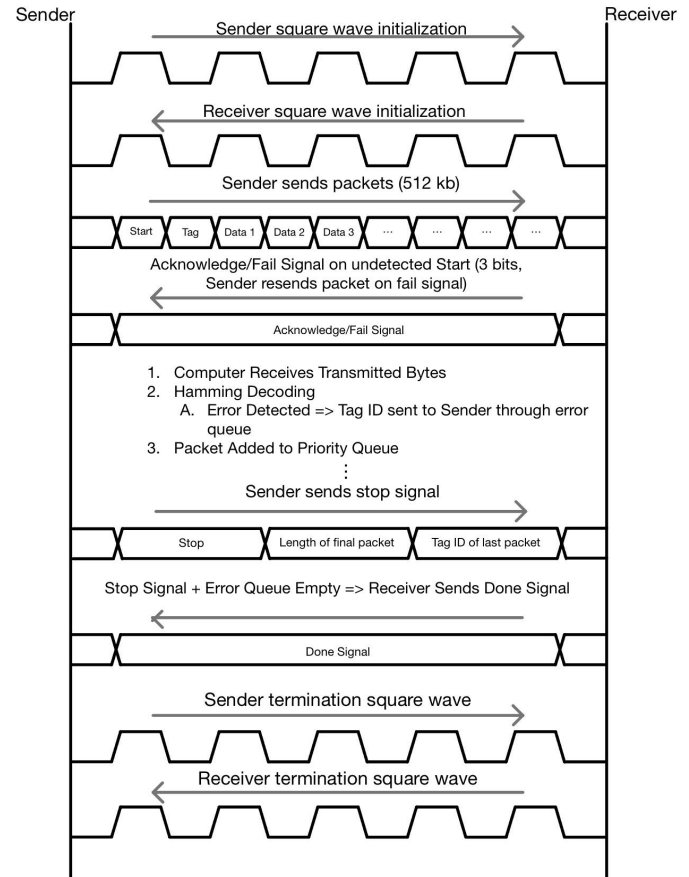 Sender
Receiver
Sender square wave initialization
Receiver square wave initialization
Sender sends packets (512 kb)
Start Tag Data 1 Data 2 Data 3 ... ... ... ...
Acknowledge/Fail Signal on undetected Start (3 bits,
Sender resends packet on fail signal)
Acknowledge/Fail Signal
1. Computer Receives Transmitted Bytes
2. Hamming Decoding
A. Error Detected => Tag ID sent to Sender through error
queue
3. Packet Added to Priority Queue
⋮
Sender sends stop signal
Stop Length of final packet Tag ID of last packet
Stop Signal + Error Queue Empty => Receiver Sends Done Signal
Done Signal
Sender termination square wave
Receiver termination square wave